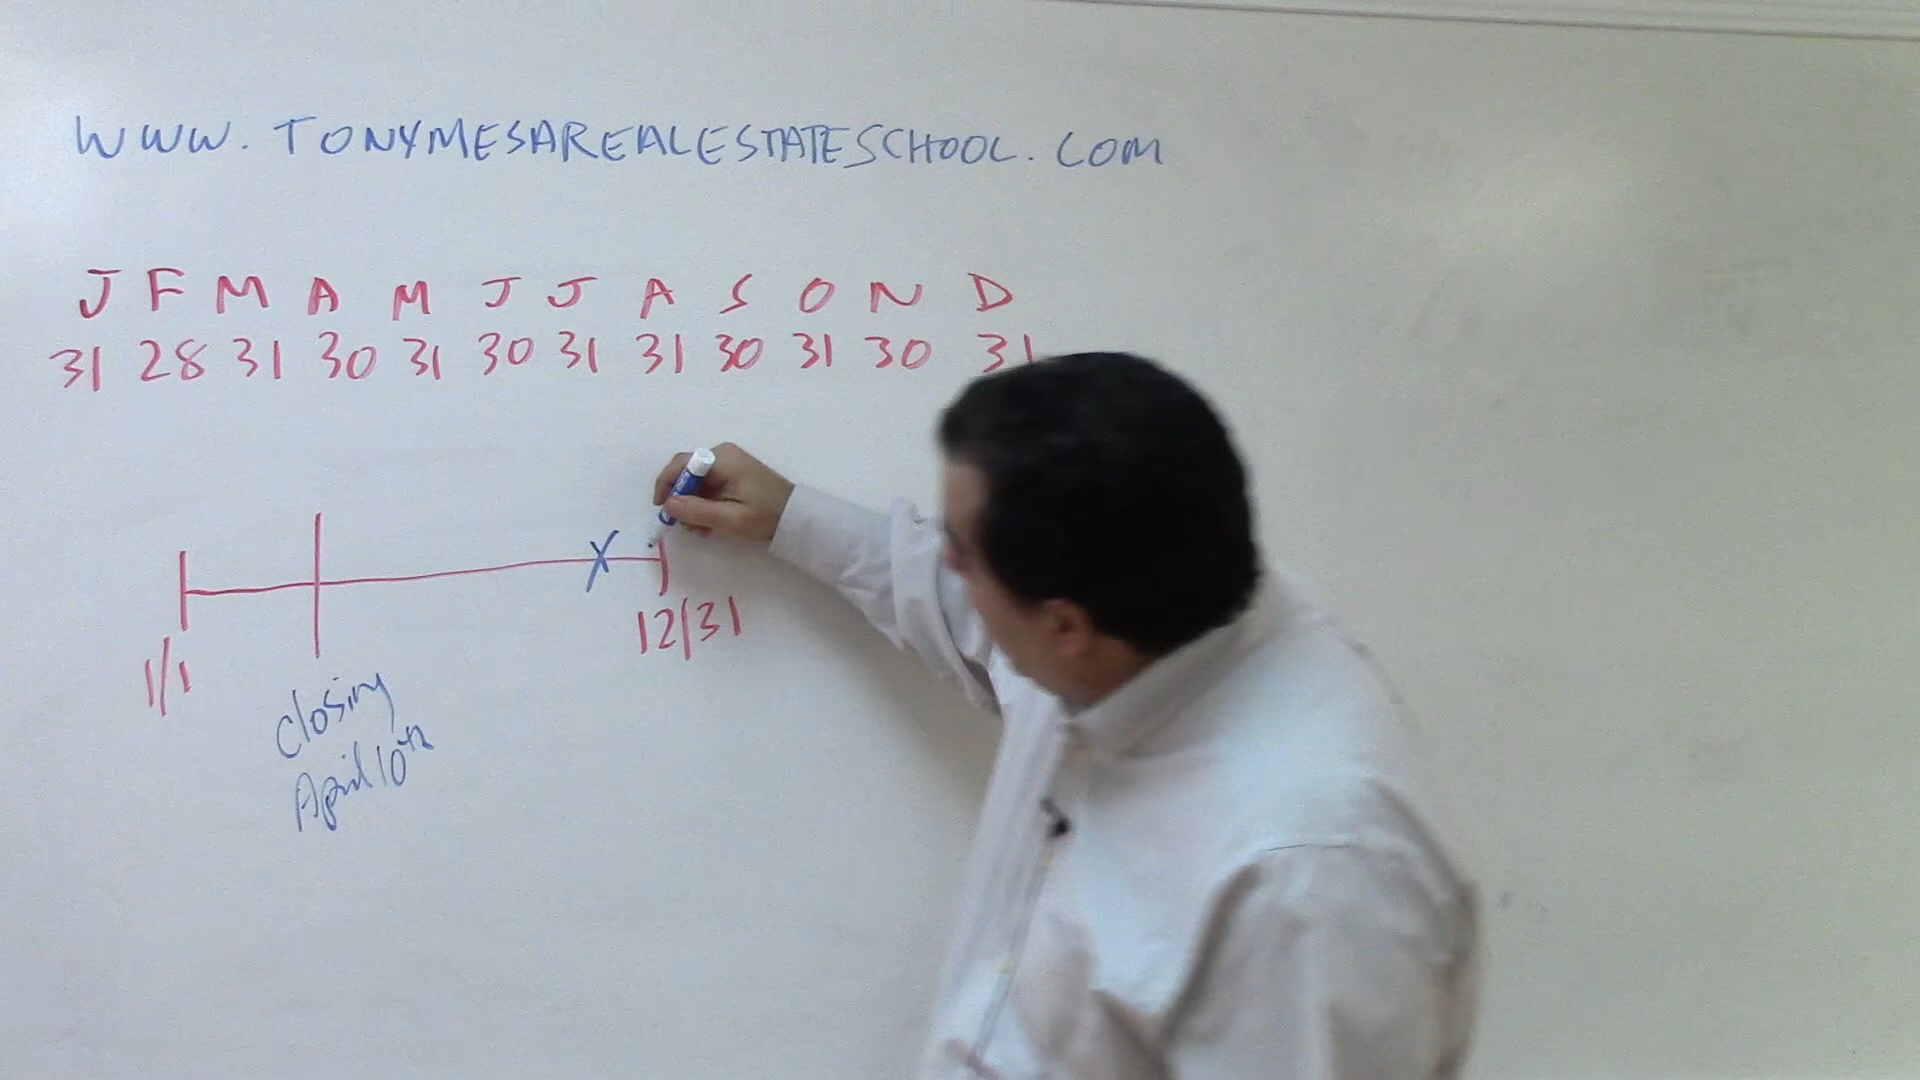 WWW.TONYMESAREALESTATESCHOOL.COM
J F M A M J J A S O N D
31 28 31 30 31 30 31 31 30 31 30 31
X
1/1
12/31
closing
April 10th